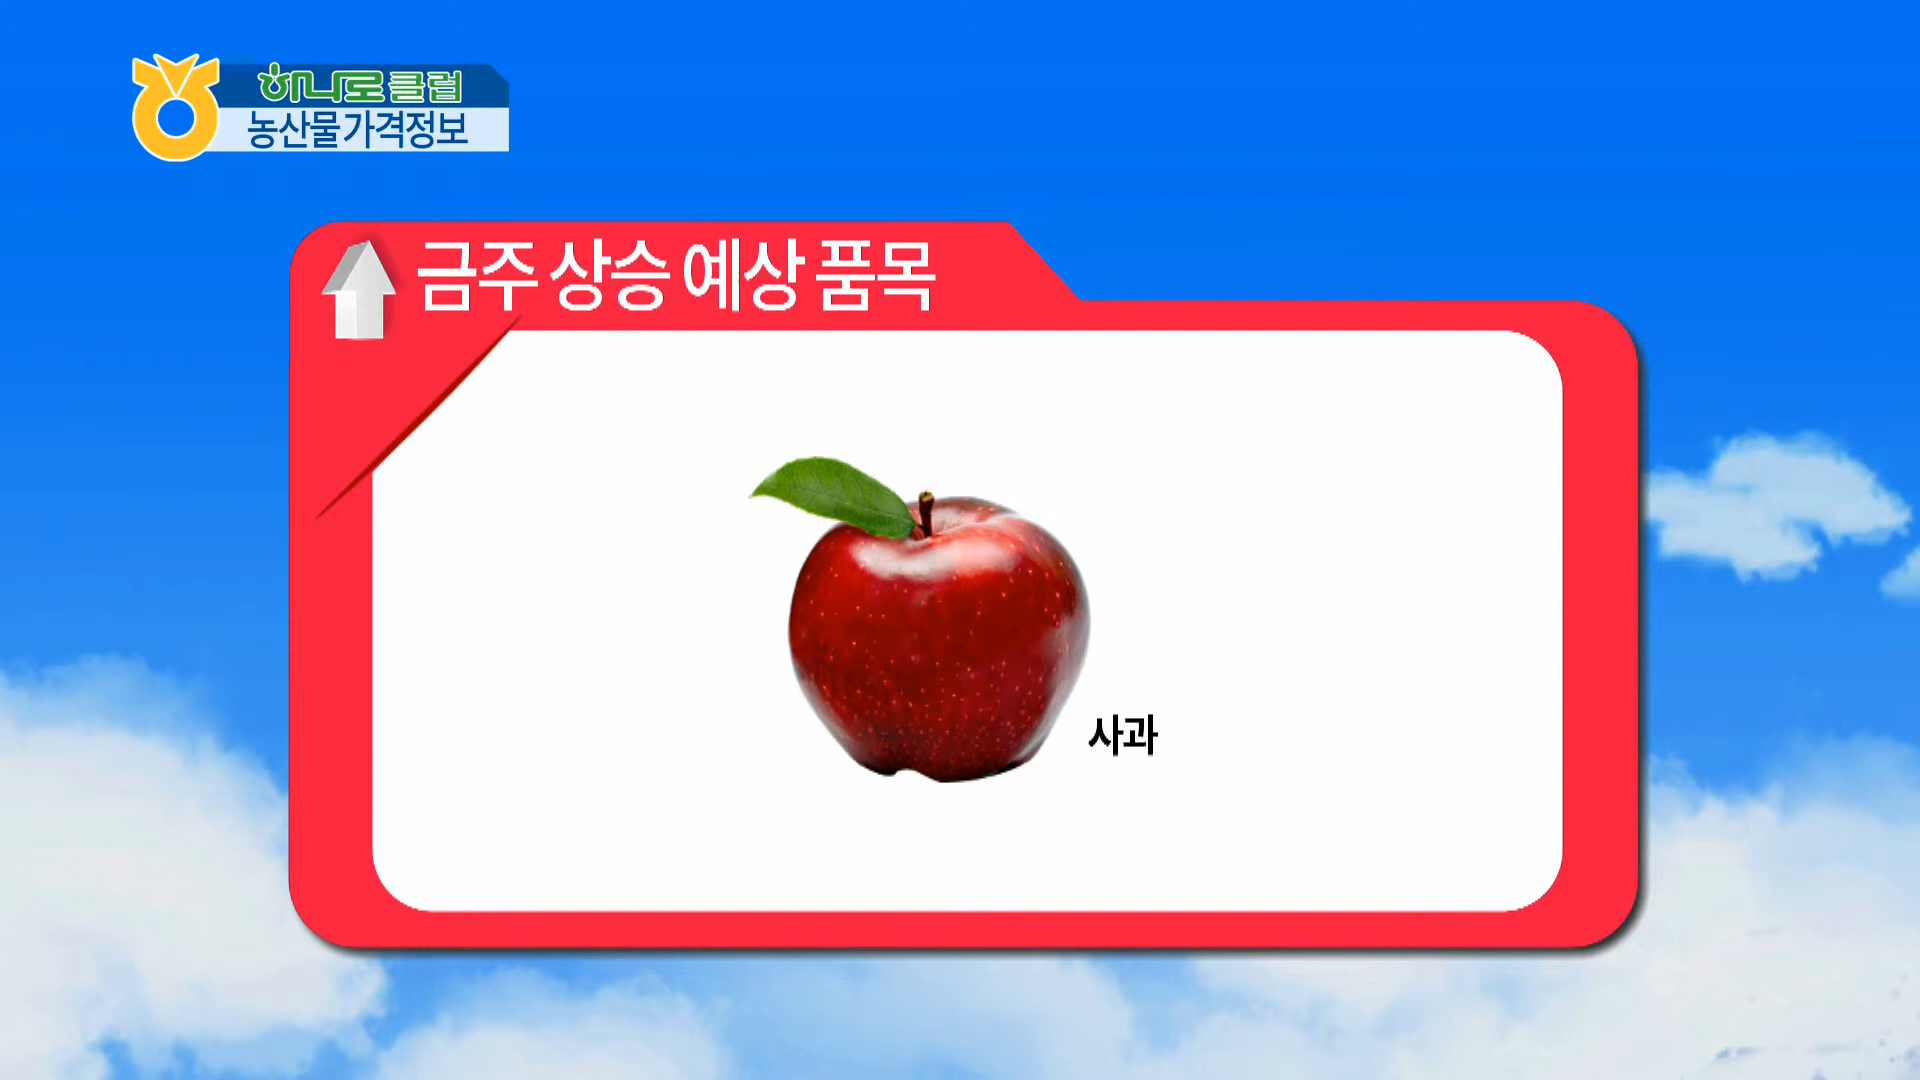 하나로클럽
농산물가격정보
금주 상승 예상 품목
사과